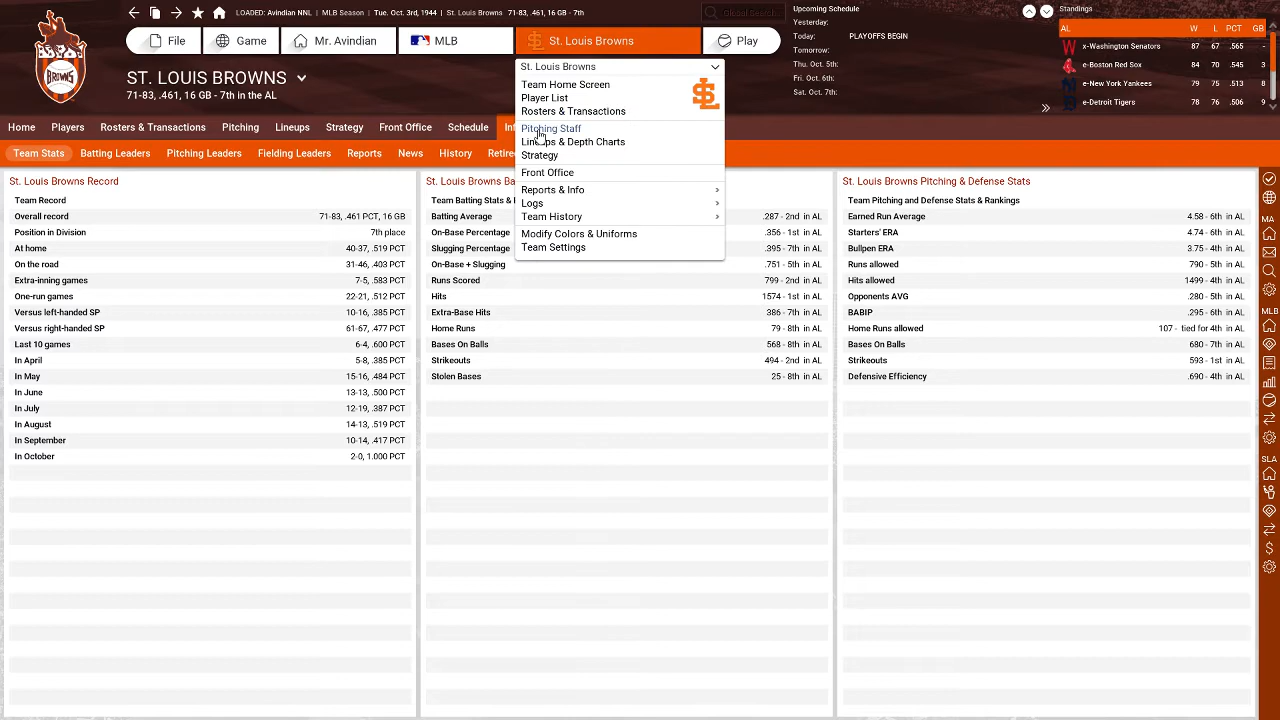 LOADED: Avindian NNL | MLB Season | Tue. Oct. 3rd, 1944 | St. Louis Browns 71-83, .461, 16 GB - 7th
Global Search
File
Game
Mr. Avindian
MLB
St. Louis Browns
Play
ST. LOUIS BROWNS
71-83, .461, 16 GB - 7th in the AL
Upcoming Schedule
Yesterday:
Today: PLAYOFFS BEGIN
Tomorrow:
Thu. Oct. 5th:
Fri. Oct. 6th:
Sat. Oct. 7th:
Standings
AL W L PCT GB
x-Washington Senators 87 67 .565 -
e-Boston Red Sox 84 70 .545 3
e-New York Yankees 79 75 .513 8
e-Detroit Tigers 78 76 .506 9
Home Players Rosters & Transactions Pitching Lineups Strategy Front Office Schedule
Team Stats Batting Leaders Pitching Leaders Fielding Leaders Reports News History
St. Louis Browns
Team Home Screen
Player List
Rosters & Transactions
Pitching Staff
Lineups & Depth Charts
Strategy
Front Office
Reports & Info
Logs
Team History
Modify Colors & Uniforms
Team Settings
St. Louis Browns Record
Team Record
Overall record 71-83, .461 PCT, 16 GB
Position in Division 7th place
At home 40-37, .519 PCT
On the road 31-46, .403 PCT
Extra-inning games 7-5, .583 PCT
One-run games 22-21, .512 PCT
Versus left-handed SP 10-16, .385 PCT
Versus right-handed SP 61-67, .477 PCT
Last 10 games 6-4, .600 PCT
In April 5-8, .385 PCT
In May 15-16, .484 PCT
In June 13-13, .500 PCT
In July 12-19, .387 PCT
In August 14-13, .519 PCT
In September 10-14, .417 PCT
In October 2-0, 1.000 PCT
St. Louis Browns
Team Batting Stats &
Batting Average .287 - 2nd in AL
On-Base Percentage .356 - 1st in AL
Slugging Percentage .395 - 7th in AL
On-Base + Slugging .751 - 5th in AL
Runs Scored 799 - 2nd in AL
Hits 1574 - 1st in AL
Extra-Base Hits 386 - 7th in AL
Home Runs 79 - 8th in AL
Bases On Balls 568 - 8th in AL
Strikeouts 494 - 2nd in AL
Stolen Bases 25 - 8th in AL
St. Louis Browns Pitching & Defense Stats
Team Pitching and Defense Stats & Rankings
Earned Run Average 4.58 - 6th in AL
Starters' ERA 4.74 - 6th in AL
Bullpen ERA 3.75 - 4th in AL
Runs allowed 790 - 5th in AL
Hits allowed 1499 - 4th in AL
Opponents AVG .280 - 5th in AL
BABIP .295 - 6th in AL
Home Runs allowed 107 - tied for 4th in AL
Bases On Balls 680 - 7th in AL
Strikeouts 593 - 1st in AL
Defensive Efficiency .690 - 4th in AL
MA
MLB
SLA